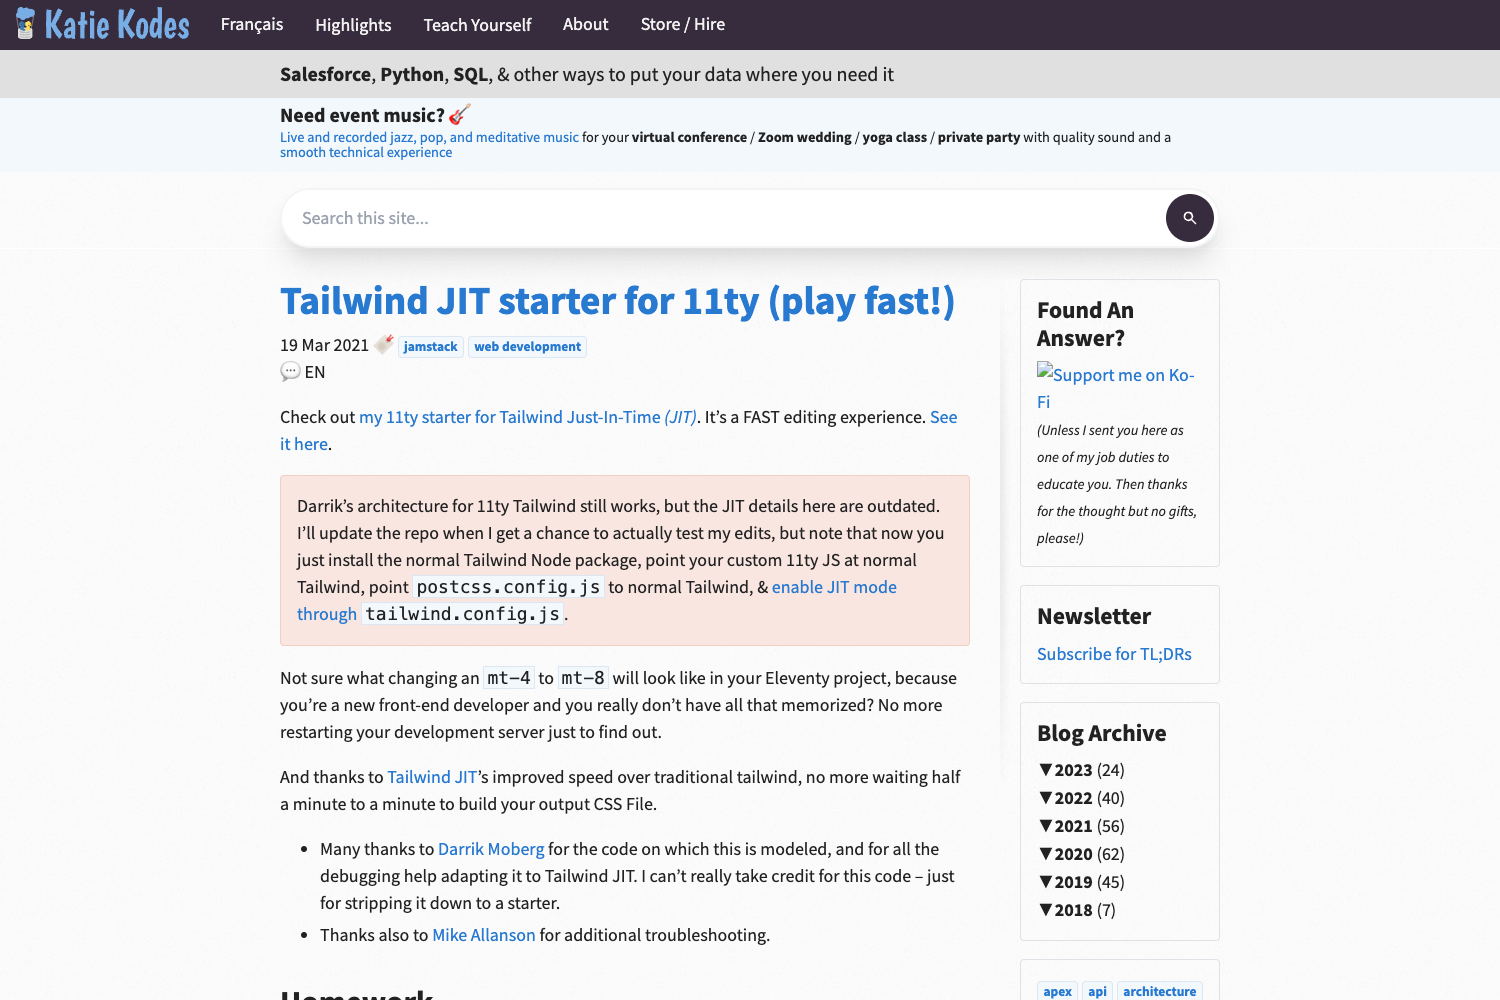 Katie Kodes
Français
Highlights
Teach Yourself
About
Store / Hire
Salesforce, Python, SQL, & other ways to put your data where you need it
Need event music? 🎸
Live and recorded jazz, pop, and meditative music for your virtual conference / Zoom wedding / yoga class / private party with quality sound and a
smooth technical experience
Search this site...
Tailwind JIT starter for 11ty (play fast!)
19 Mar 2021 jamstack web development
💬 EN
Check out my 11ty starter for Tailwind Just-In-Time (JIT). It’s a FAST editing experience. See
it here.
Darrik’s architecture for 11ty Tailwind still works, but the JIT details here are outdated.
I’ll update the repo when I get a chance to actually test my edits, but note that now you
just install the normal Tailwind Node package, point your custom 11ty JS at normal
Tailwind, point postcss.config.js to normal Tailwind, & enable JIT mode
through tailwind.config.js.
Not sure what changing an mt-4 to mt-8 will look like in your Eleventy project, because
you’re a new front-end developer and you really don’t have all that memorized? No more
restarting your development server just to find out.
And thanks to Tailwind JIT’s improved speed over traditional tailwind, no more waiting half
a minute to a minute to build your output CSS File.
• Many thanks to Darrik Moberg for the code on which this is modeled, and for all the
debugging help adapting it to Tailwind JIT. I can’t really take credit for this code – just
for stripping it down to a starter.
• Thanks also to Mike Allanson for additional troubleshooting.
Homework
Found An
Answer?
Support me on Ko-
Fi
(Unless I sent you here as
one of my job duties to
educate you. Then thanks
for the thought but no gifts,
please!)
Newsletter
Subscribe for TL;DRs
Blog Archive
▼2023 (24)
▼2022 (40)
▼2021 (56)
▼2020 (62)
▼2019 (45)
▼2018 (7)
apex api architecture